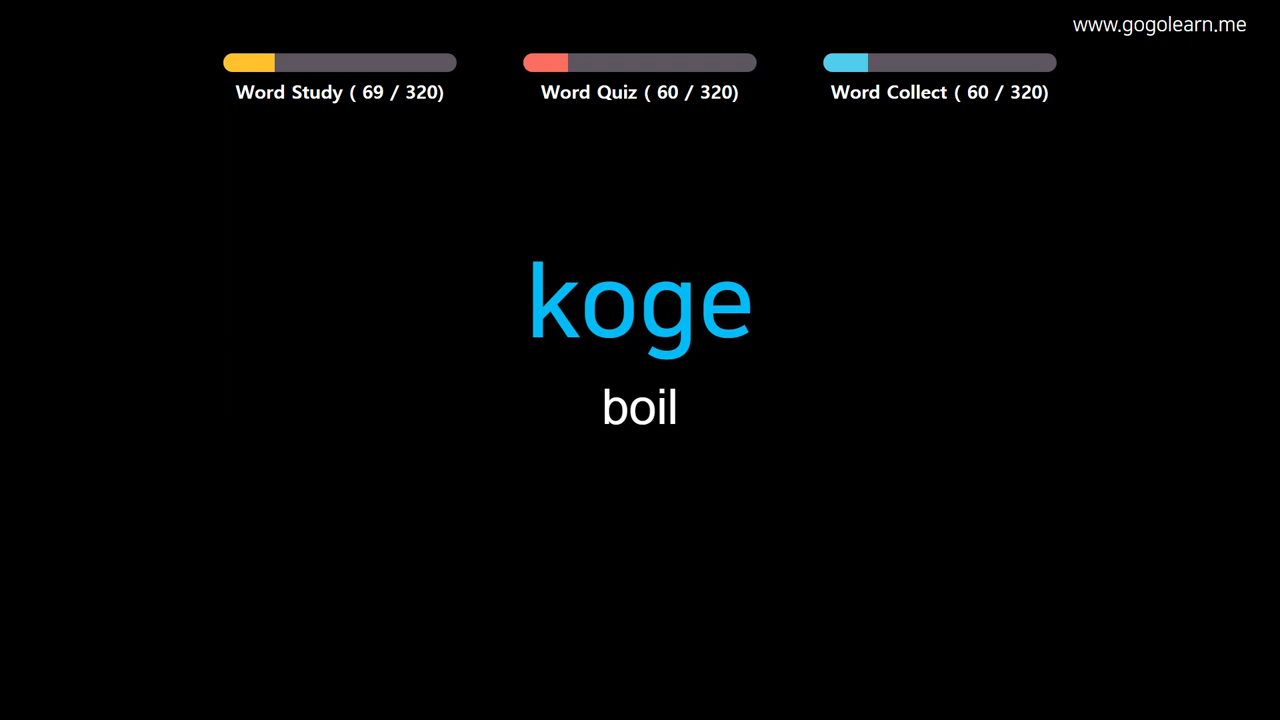 www.gogolearn.me
Word Study ( 69 / 320)
Word Quiz ( 60 / 320)
Word Collect ( 60 / 320)
koge
boil